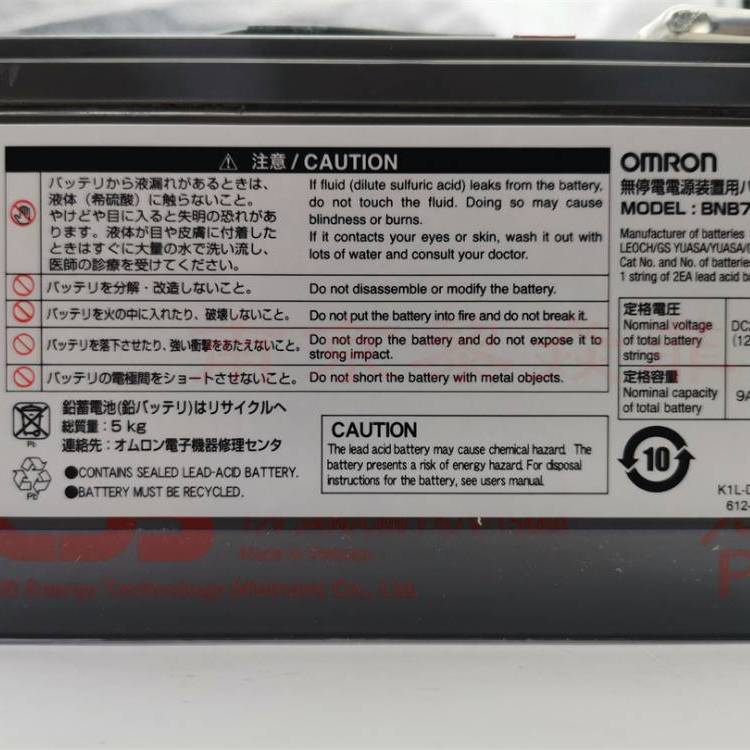 ⚠ 注意 / CAUTION
バッテリから液漏れがあるときは、
液体（希硫酸）に触らないこと。
やけどや目に入ると失明の恐れがあ
ります。液体が目や皮膚に付着した
ときはすぐに大量の水で洗い流し、
医師の診療を受けてください。
If fluid (dilute sulfuric acid) leaks from the battery,
do not touch the fluid. Doing so may cause
blindness or burns.
If it contacts your eyes or skin, wash it out with
lots of water and consult your doctor.
バッテリを分解・改造しないこと。
Do not disassemble or modify the battery.
バッテリを火の中に入れたり、破壊しないこと。
Do not put the battery into fire and do not break it.
バッテリを落下させたり、強い衝撃をあたえないこと。
Do not drop the battery and do not expose it to
strong impact.
バッテリの電極間をショートさせないこと。
Do not short the battery with metal objects.
Pb
鉛蓄電池(鉛バッテリ)はリサイクルへ
総質量：5 kg
連絡先：オムロン電子機器修理センタ
Pb
●CONTAINS SEALED LEAD-ACID BATTERY.
●BATTERY MUST BE RECYCLED.
CAUTION
The lead acid battery may cause chemical hazard. The
battery presents a risk of energy hazard. For disposal
instructions for the battery, see users manual.
OMRON
無停電電源装置用バ
MODEL : BNB7
Manufacturer of batteries :
LEOCH/GS YUASA/YUASA/
Cat No. and No. of batteries
1 string of 2EA lead acid ba
定格電圧
Nominal voltage
of total battery
strings
DC2
(12
定格容量
Nominal capacity
of total battery
9A
10
K1L-D
612-
Made in Vietnam
Energy Technology (Vietnam) Co., Ltd.